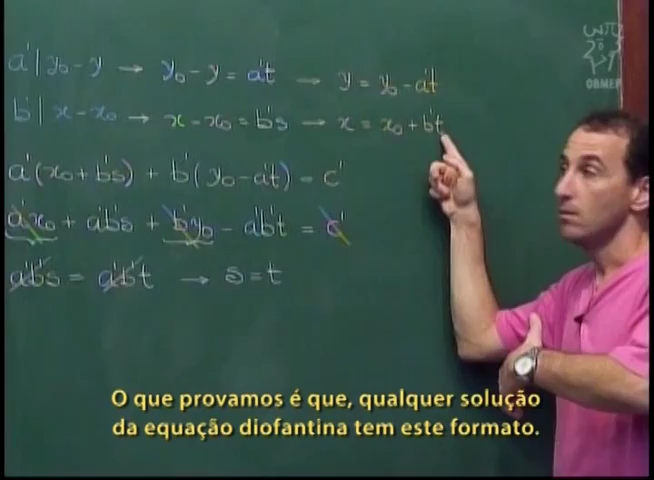 a' | y₀ - y → y₀ - y = a't → y = y₀ - a't
b' | x - x₀ → x - x₀ = b's → x = x₀ + b't
a'(x₀ + b's) + b'(y₀ - a't) = c'
a'x₀ + a'b's + b'y₀ - a'b't = c'
a'b's = a'b't → s = t
OBMEP
O que provamos é que, qualquer solução
da equação diofantina tem este formato.